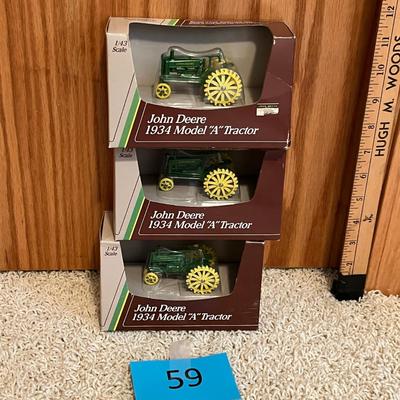 1/43
Scale
John Deere
1934 Model "A" Tractor
John Deere
1934 Model "A" Tractor
1/43
Scale
John Deere
1934 Model "A" Tractor
59
HUGH M. WOODS